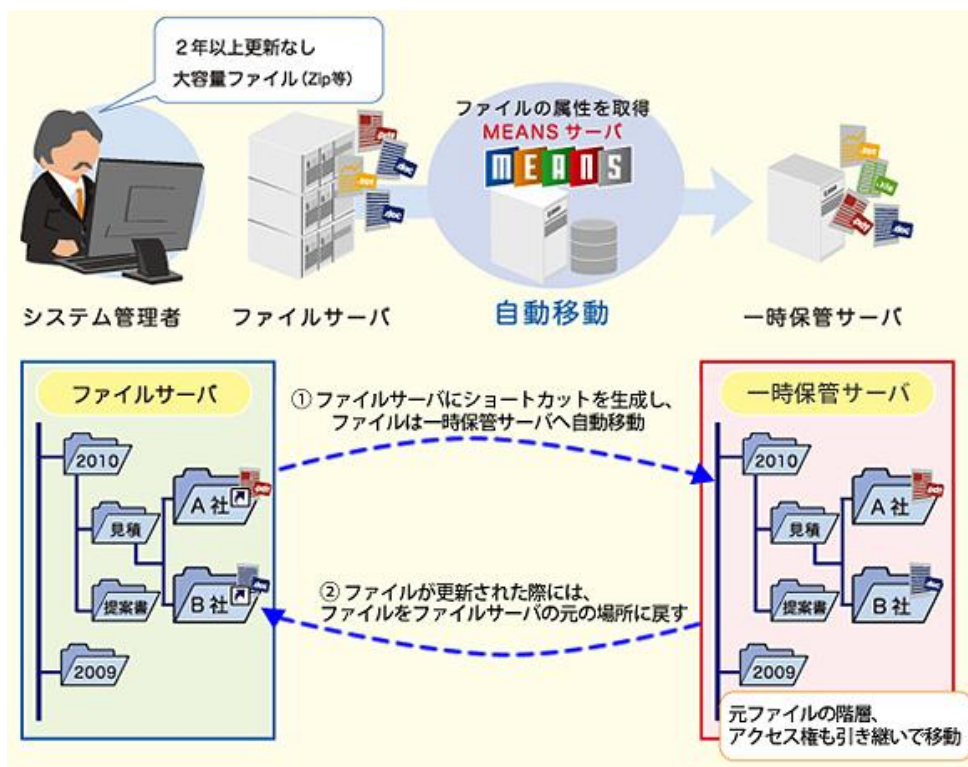 ２年以上更新なし
大容量ファイル（Zip等）
ファイルの属性を取得
MEANS サーバ
MEANS
.pdf
.doc
.doc
.pdf
.doc
システム管理者
ファイルサーバ
自動移動
一時保管サーバ
ファイルサーバ
2010
A社
見積
提案書
B社
2009
① ファイルサーバにショートカットを生成し、
ファイルは一時保管サーバへ自動移動
② ファイルが更新された際には、
ファイルをファイルサーバの元の場所に戻す
一時保管サーバ
2010
A社
見積
提案書
B社
2009
元ファイルの階層、
アクセス権も引き継いで移動